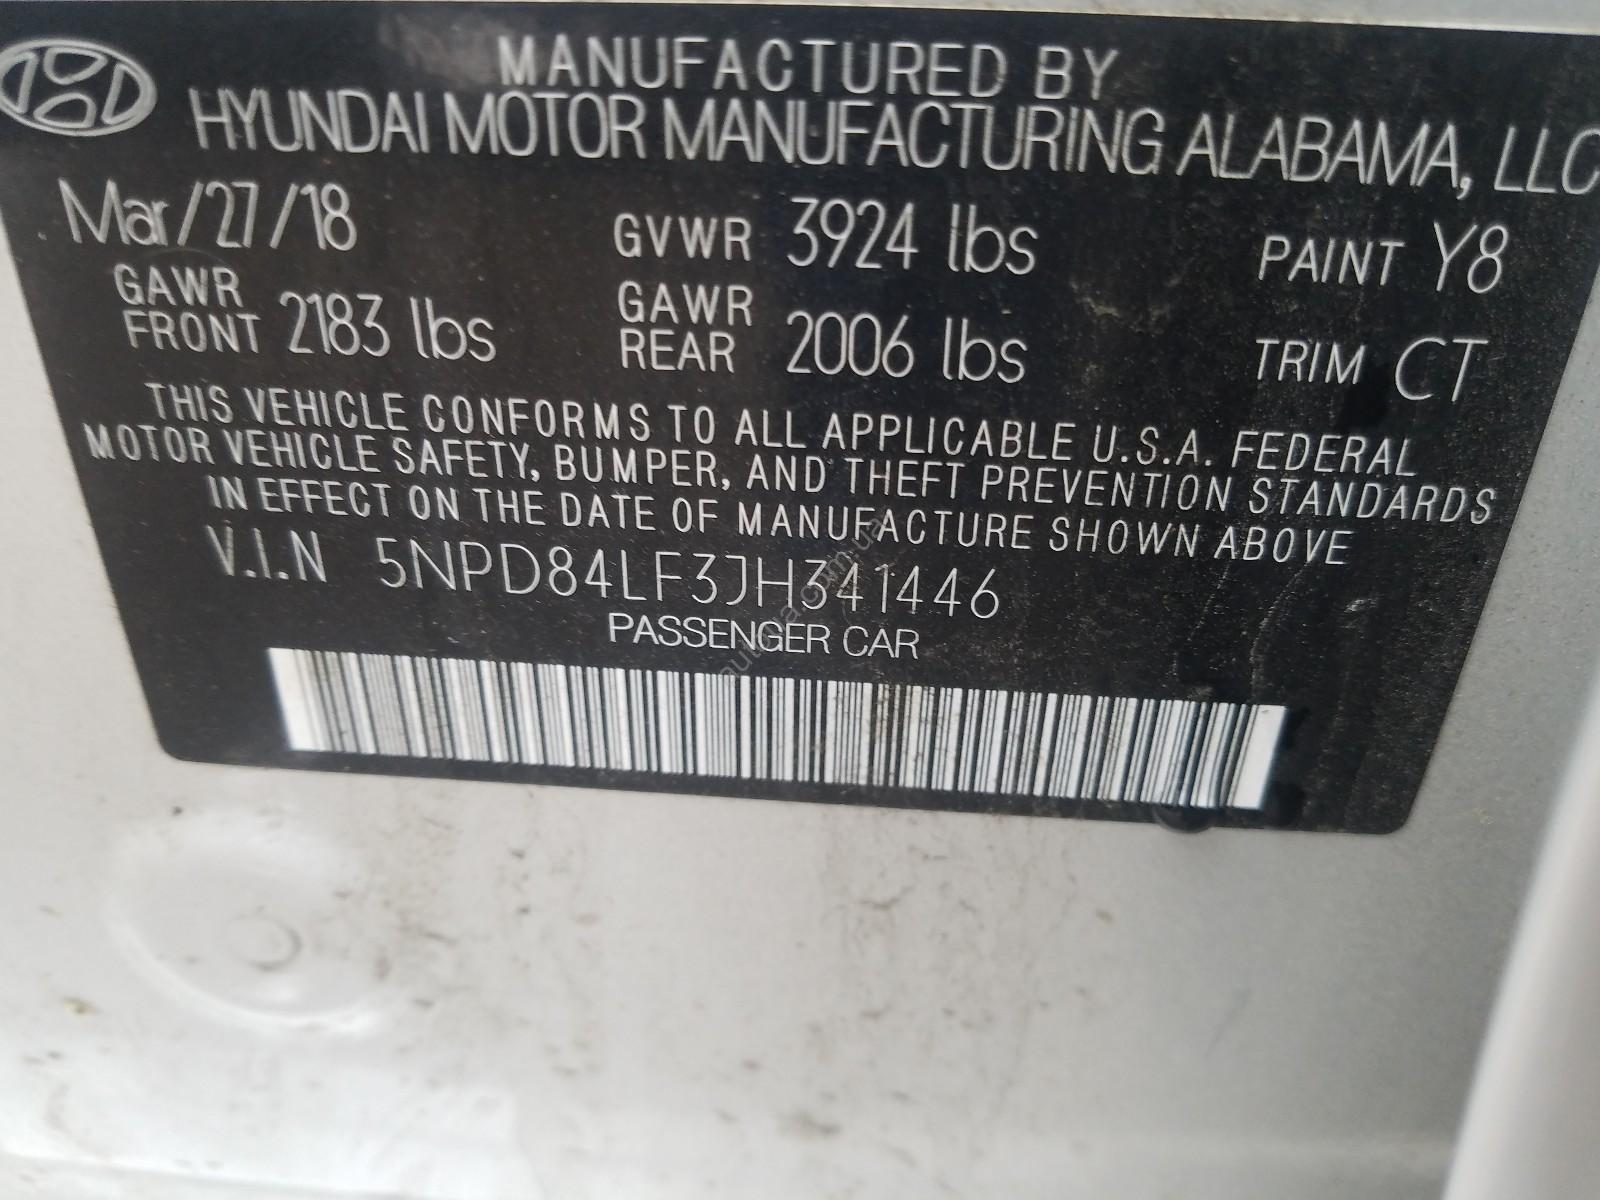 MANUFACTURED BY
HYUNDAI MOTOR MANUFACTURING ALABAMA, LLC
Mar/27/18 GVWR 3924 lbs PAINT Y8
GAWR FRONT 2183 lbs GAWR REAR 2006 lbs TRIM CT
THIS VEHICLE CONFORMS TO ALL APPLICABLE U.S.A. FEDERAL
MOTOR VEHICLE SAFETY, BUMPER, AND THEFT PREVENTION STANDARDS
IN EFFECT ON THE DATE OF MANUFACTURE SHOWN ABOVE
V.I.N 5NPD84LF3JH341446
PASSENGER CAR